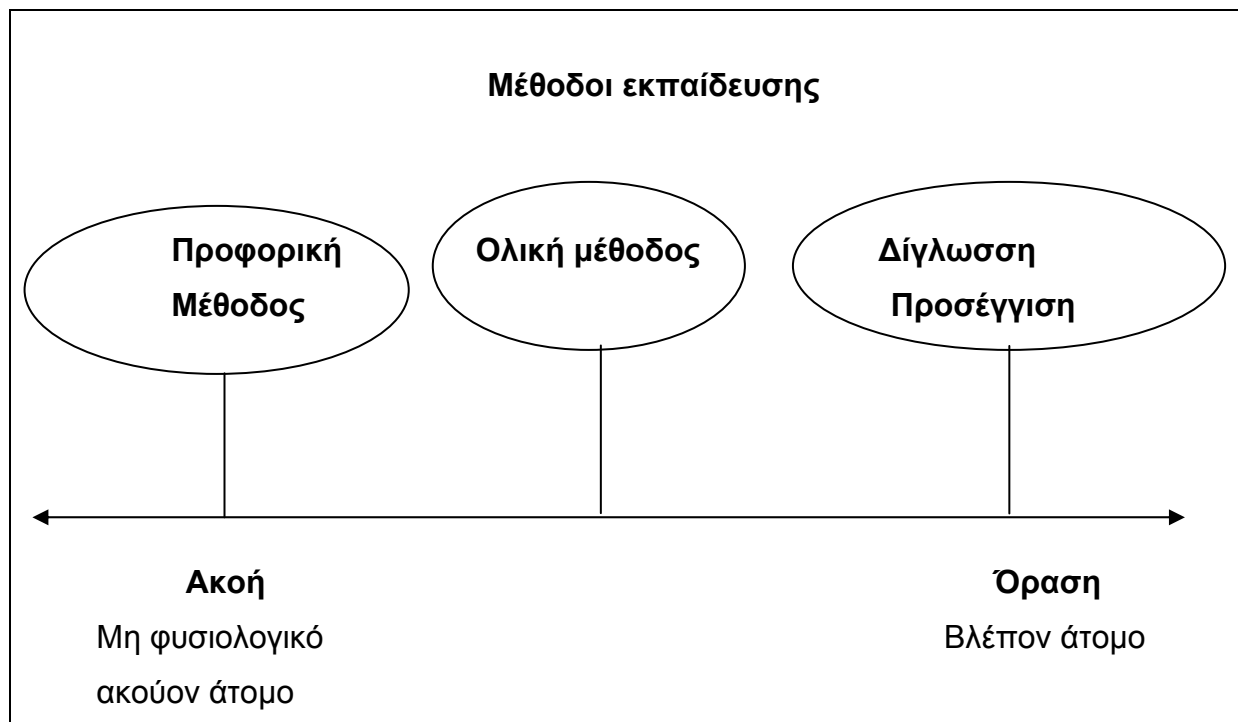 Μέθοδοι εκπαίδευσης
Προφορική
Μέθοδος
Ολική μέθοδος
Δίγλωσση
Προσέγγιση
Ακοή
Μη φυσιολογικό
ακούον άτομο
Όραση
Βλέπον άτομο